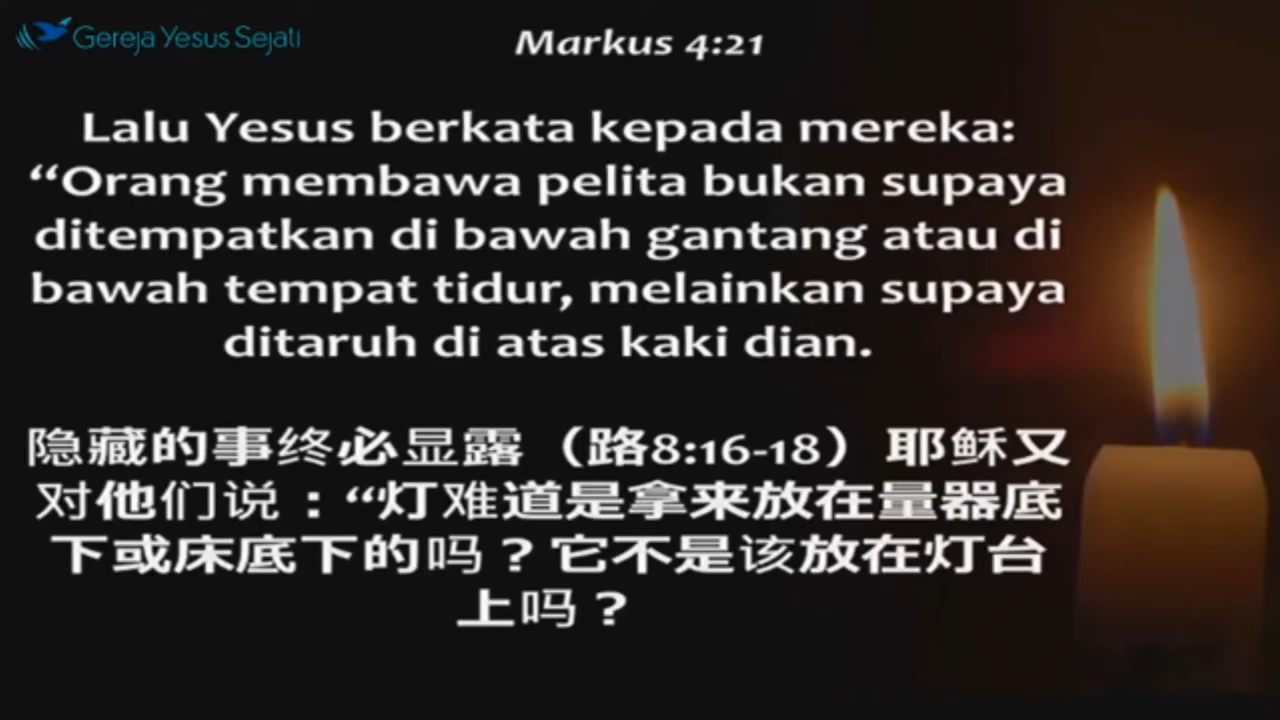 Gereja Yesus Sejati
Markus 4:21
Lalu Yesus berkata kepada mereka:
“Orang membawa pelita bukan supaya
ditempatkan di bawah gantang atau di
bawah tempat tidur, melainkan supaya
ditaruh di atas kaki dian.
隐藏的事终必显露 （路8:16-18） 耶稣又
对他们说：“灯难道是拿来放在量器底
下或床底下的吗？它不是该放在灯台
上吗？